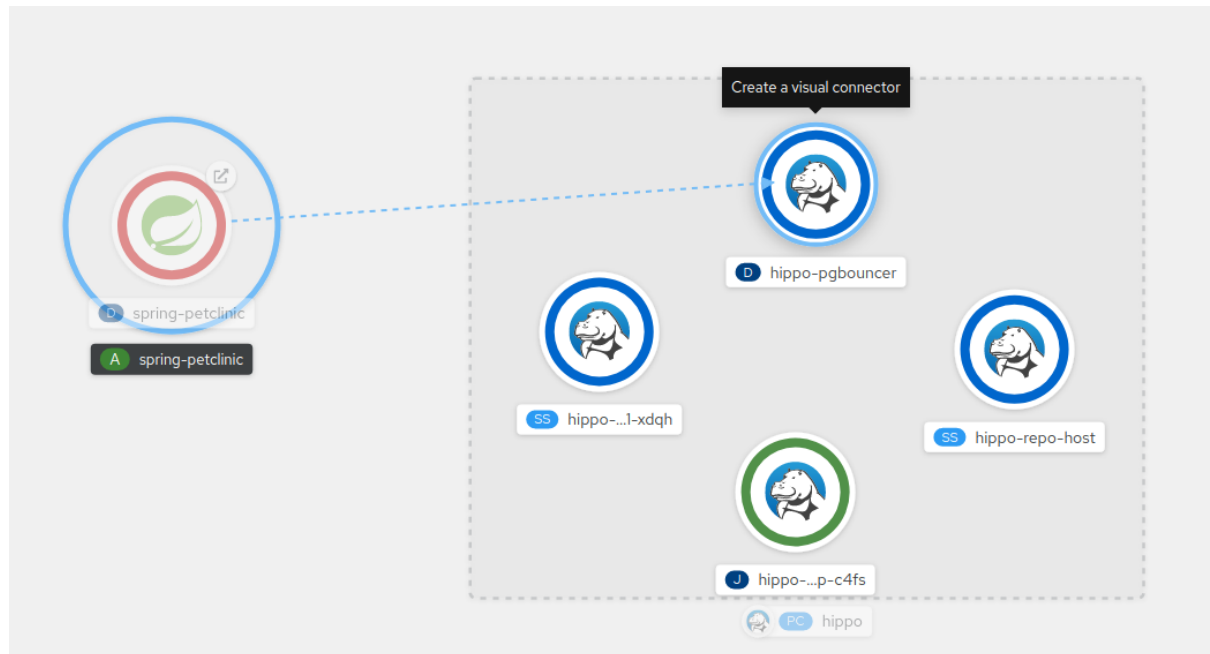 Create a visual connector
D hippo-pgbouncer
D spring-petclinic
A spring-petclinic
SS hippo-...1-xdqh
SS hippo-repo-host
J hippo-...p-c4fs
PC hippo